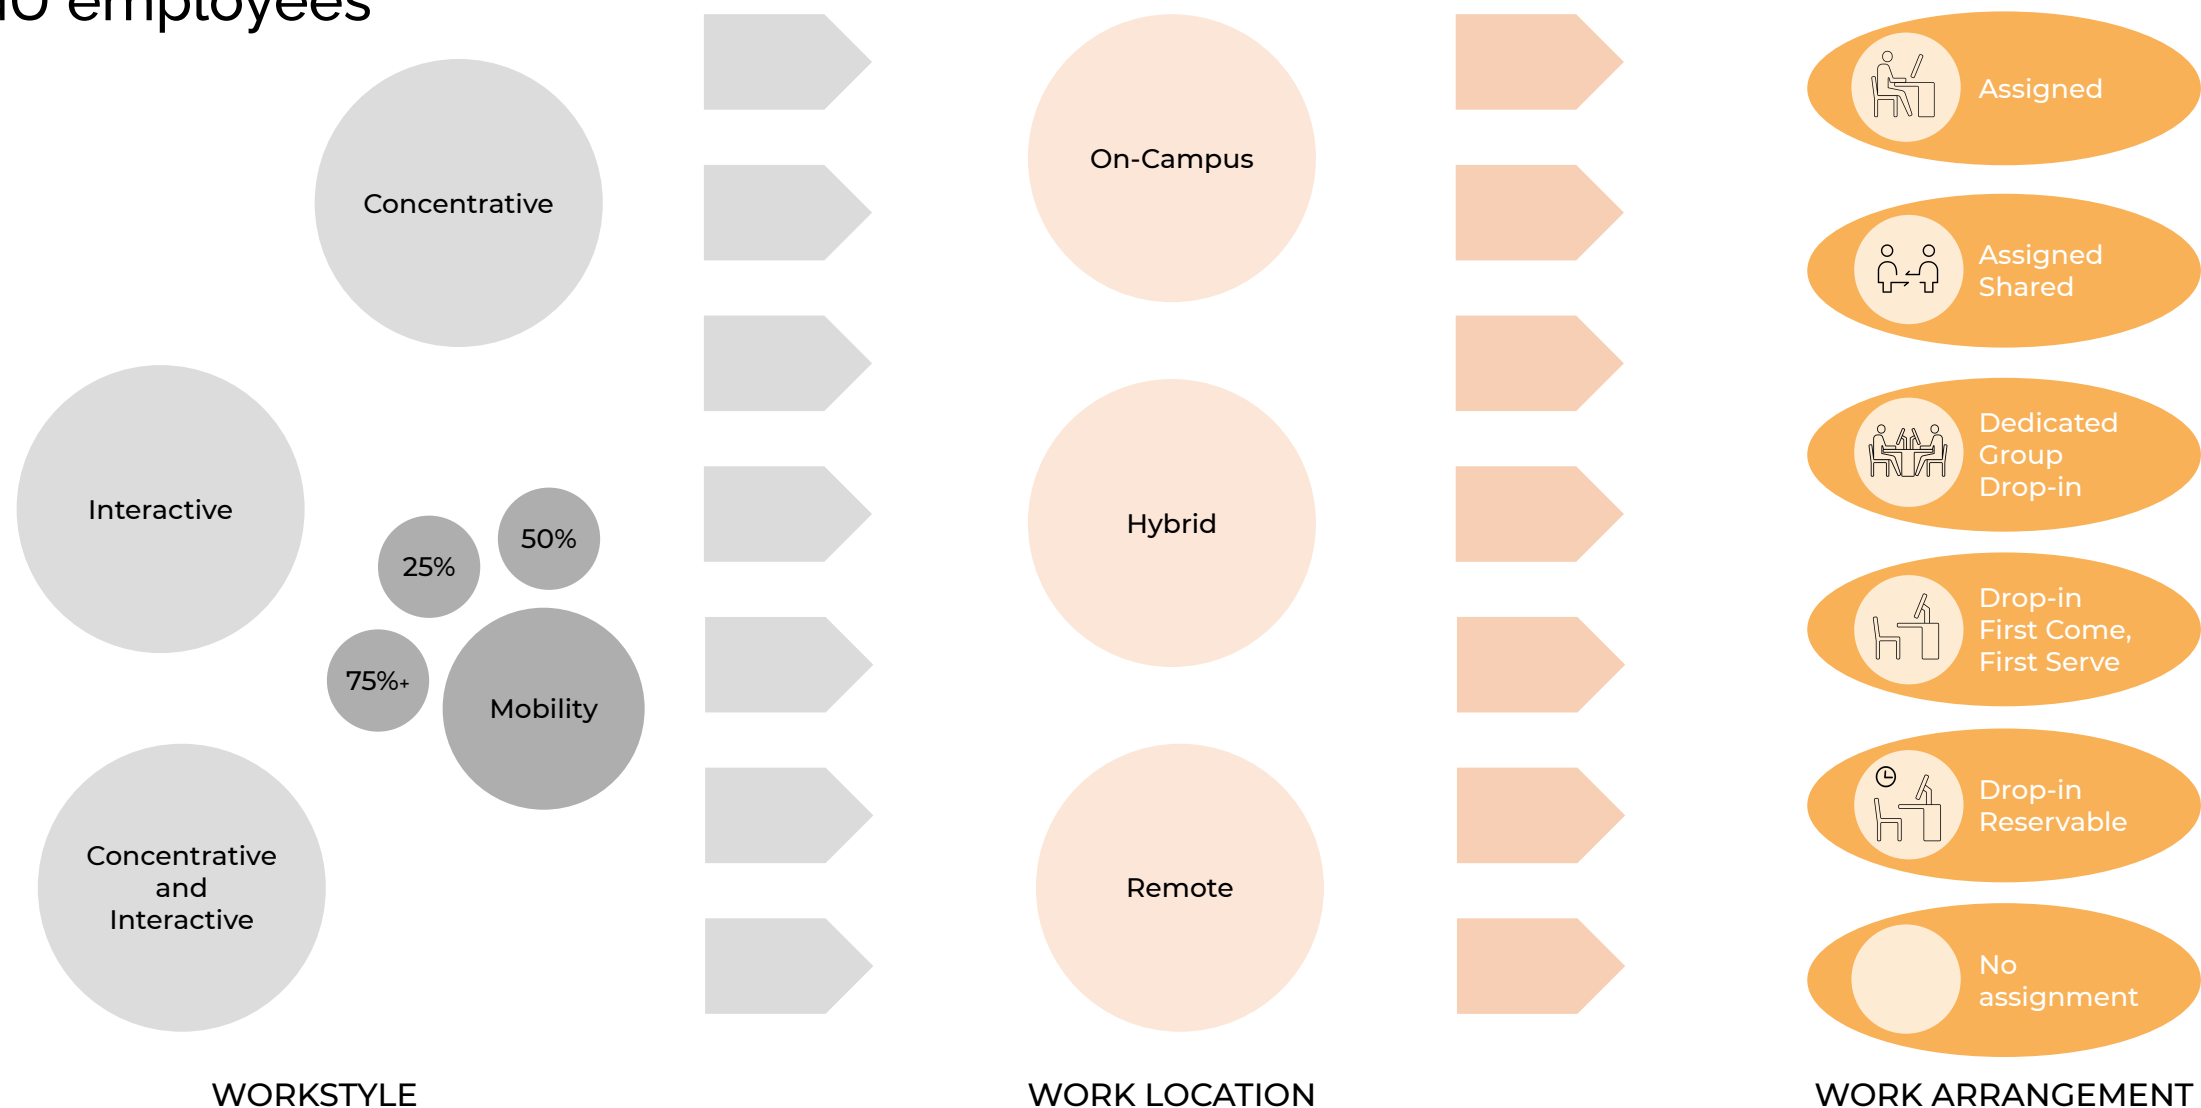 employees
Concentrative
Interactive
25%
50%
75%+
Mobility
Concentrative
and
Interactive
WORKSTYLE
On-Campus
Hybrid
Remote
WORK LOCATION
Assigned
Assigned
Shared
Dedicated
Group
Drop-in
Drop-in
First Come,
First Serve
Drop-in
Reservable
No
assignment
WORK ARRANGEMENT